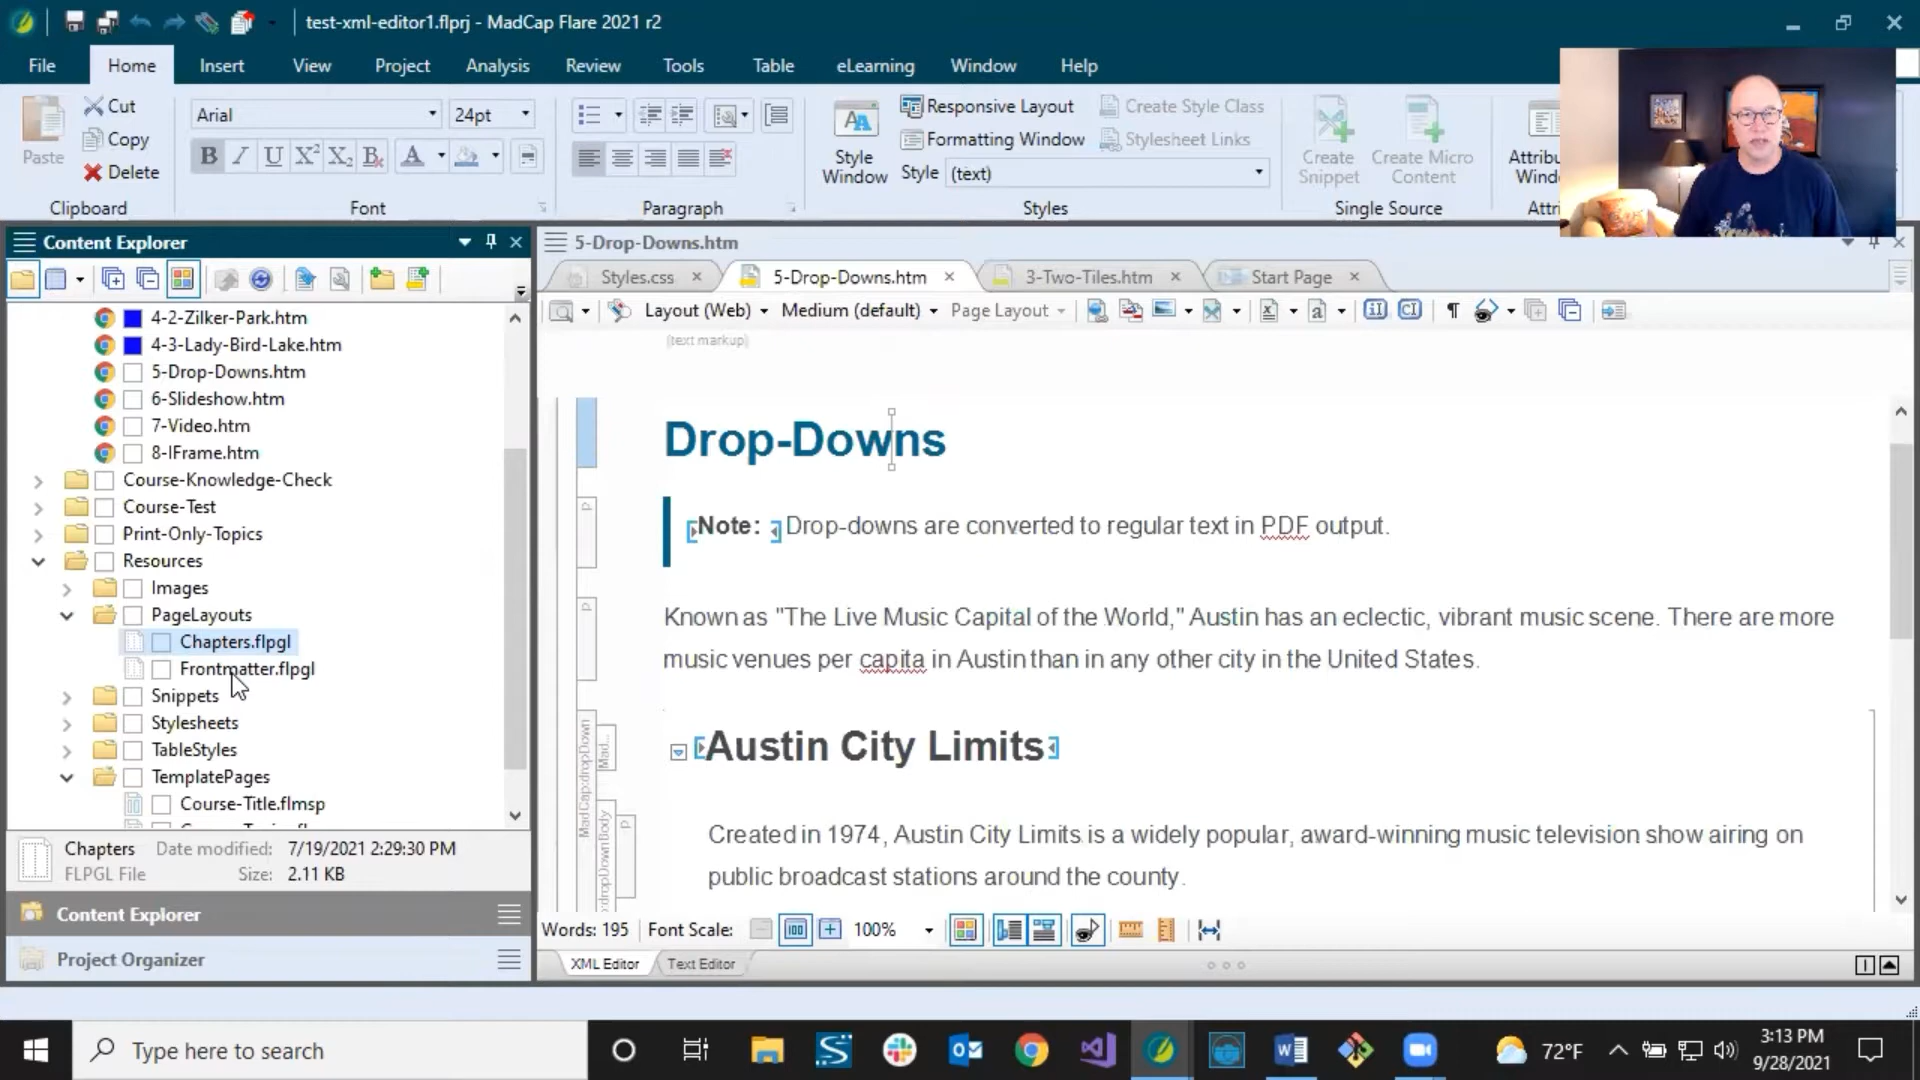 test-xml-editor1.flprj - MadCap Flare 2021 r2
File Home Insert View Project Analysis Review Tools Table eLearning Window Help
Paste Cut Copy Delete
Clipboard
Arial 24pt
B I U X² X₂ B
A
Font
Paragraph
AA
Style Window
Responsive Layout
Formatting Window
Style (text)
Create Style Class
Stylesheet Links
Styles
Create Snippet
Create Micro Content
Single Source
Attribu
Wind
Attri
Content Explorer
4-2-Zilker-Park.htm
4-3-Lady-Bird-Lake.htm
5-Drop-Downs.htm
6-Slideshow.htm
7-Video.htm
8-IFrame.htm
Course-Knowledge-Check
Course-Test
Print-Only-Topics
Resources
Images
PageLayouts
Chapters.flpgl
Frontmatter.flpgl
Snippets
Stylesheets
TableStyles
TemplatePages
Course-Title.flmsp
Chapters Date modified: 7/19/2021 2:29:30 PM
FLPGL File Size: 2.11 KB
Content Explorer
Project Organizer
5-Drop-Downs.htm
Styles.css 5-Drop-Downs.htm 3-Two-Tiles.htm Start Page
Layout (Web) Medium (default) Page Layout
(text markup)
Drop-Downs
Note: Drop-downs are converted to regular text in PDF output.
Known as "The Live Music Capital of the World," Austin has an eclectic, vibrant music scene. There are more
music venues per capita in Austin than in any other city in the United States.
Austin City Limits
Created in 1974, Austin City Limits is a widely popular, award-winning music television show airing on
public broadcast stations around the county.
p
p
MadCap:dropDown
Mad...
p
:dropDownBody
Words: 195 Font Scale: 100 100%
XML Editor Text Editor
Type here to search
72°F
3:13 PM
9/28/2021